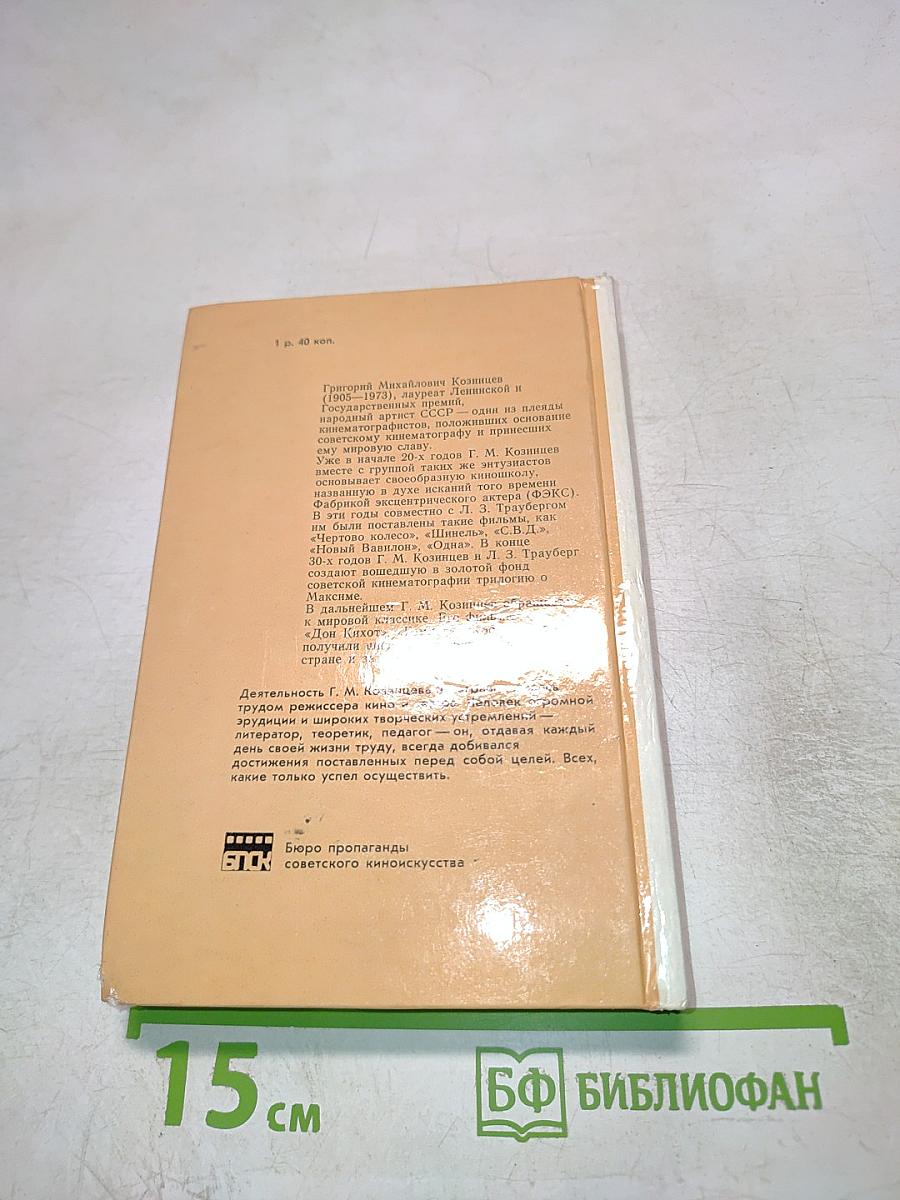 1 р. 40 коп.
Григорий Михайлович Козинцев
(1905—1973), лауреат Ленинской и
Государственных премий,
народный артист СССР — один из плеяды
кинематографистов, положивших основание
советскому кинематографу и принесших
ему мировую славу.
Уже в начале 20-х годов Г. М. Козинцев
вместе с группой таких же энтузиастов
основывает своеобразную киношколу,
названную в духе исканий того времени
Фабрикой эксцентрического актера (ФЭКС).
В эти годы совместно с Л. З. Траубергом
им были поставлены такие фильмы, как
«Чертово колесо», «Шинель», «С.В.Д.»,
«Новый Вавилон», «Одна». В конце
30-х годов Г. М. Козинцев и Л. З. Трауберг
создают вошедшую в золотой фонд
советской кинематографии трилогию о
Максиме.
В дальнейшем Г. М. Козинцев
к мировой классике. Его
«Дон Кихот»,
получили
стране и
Деятельность Г. М. Козинцева
трудом режиссера кино и Человек огромной
эрудиции и широких творческих устремлений —
литератор, теоретик, педагог — он, отдавая каждый
день своей жизни труду, всегда добивался
достижения поставленных перед собой целей. Всех,
какие только успел осуществить.
БПСК
Бюро пропаганды
советского киноискусства
15 см
БФ БИБЛИОФАН